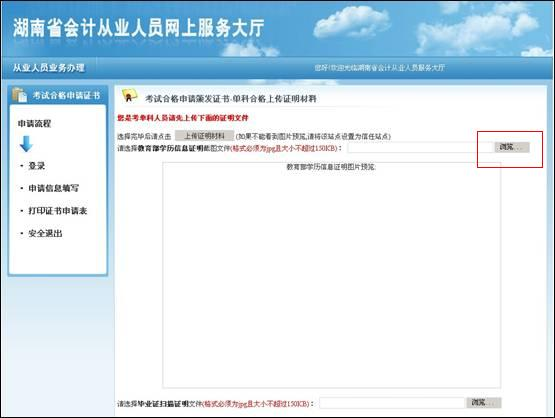 湖南省会计从业人员网上服务大厅
从业人员业务办理
您好!欢迎光临湖南省会计从业人员服务大厅
考试合格申请证书
考试合格申请颁发证书-单科合格上传证明材料
申请流程
您是考单科人员请先上传下面的证明文件
选择完毕后请点击 上传证明材料 (如果不能看到图片预览,请将该站点设置为信任站点)
请选择教育部学历信息证明截图文件(格式必须为jpg且大小不超过150KB): 浏览...
教育部学历信息证明图片预览:
· 登录
· 申请信息填写
· 打印证书申请表
· 安全退出
请选择毕业证扫描证明文件(格式必须为jpg且大小不超过150KB): 浏览...